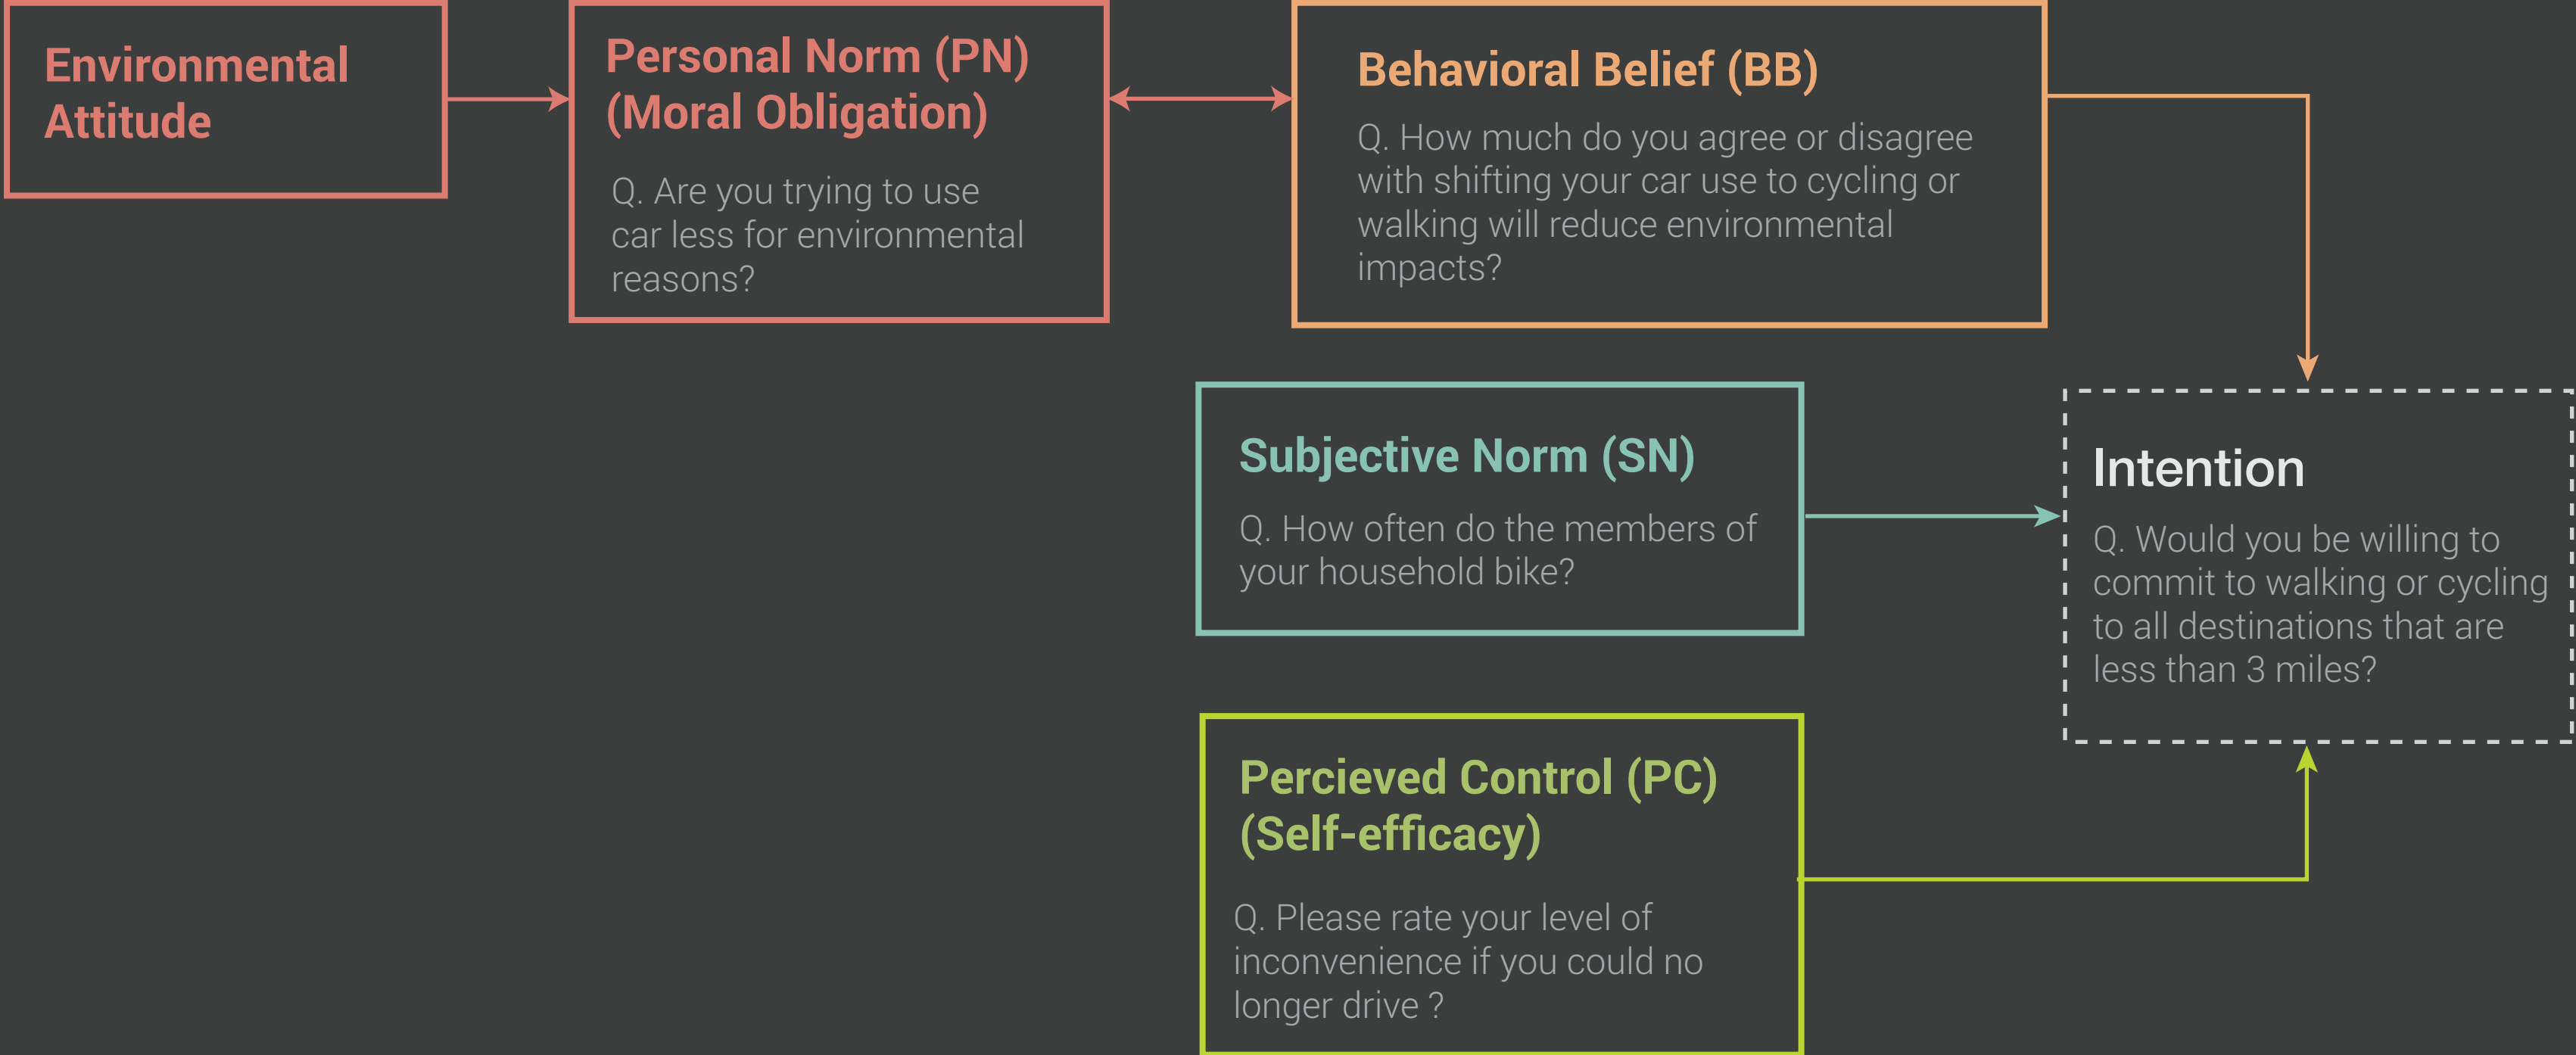 Environmental
Attitude
Personal Norm (PN)
(Moral Obligation)
Q. Are you trying to use
car less for environmental
reasons?
Behavioral Belief (BB)
Q. How much do you agree or disagree
with shifting your car use to cycling or
walking will reduce environmental
impacts?
Subjective Norm (SN)
Q. How often do the members of
your household bike?
Intention
Q. Would you be willing to
commit to walking or cycling
to all destinations that are
less than 3 miles?
Percieved Control (PC)
(Self-efficacy)
Q. Please rate your level of
inconvenience if you could no
longer drive ?